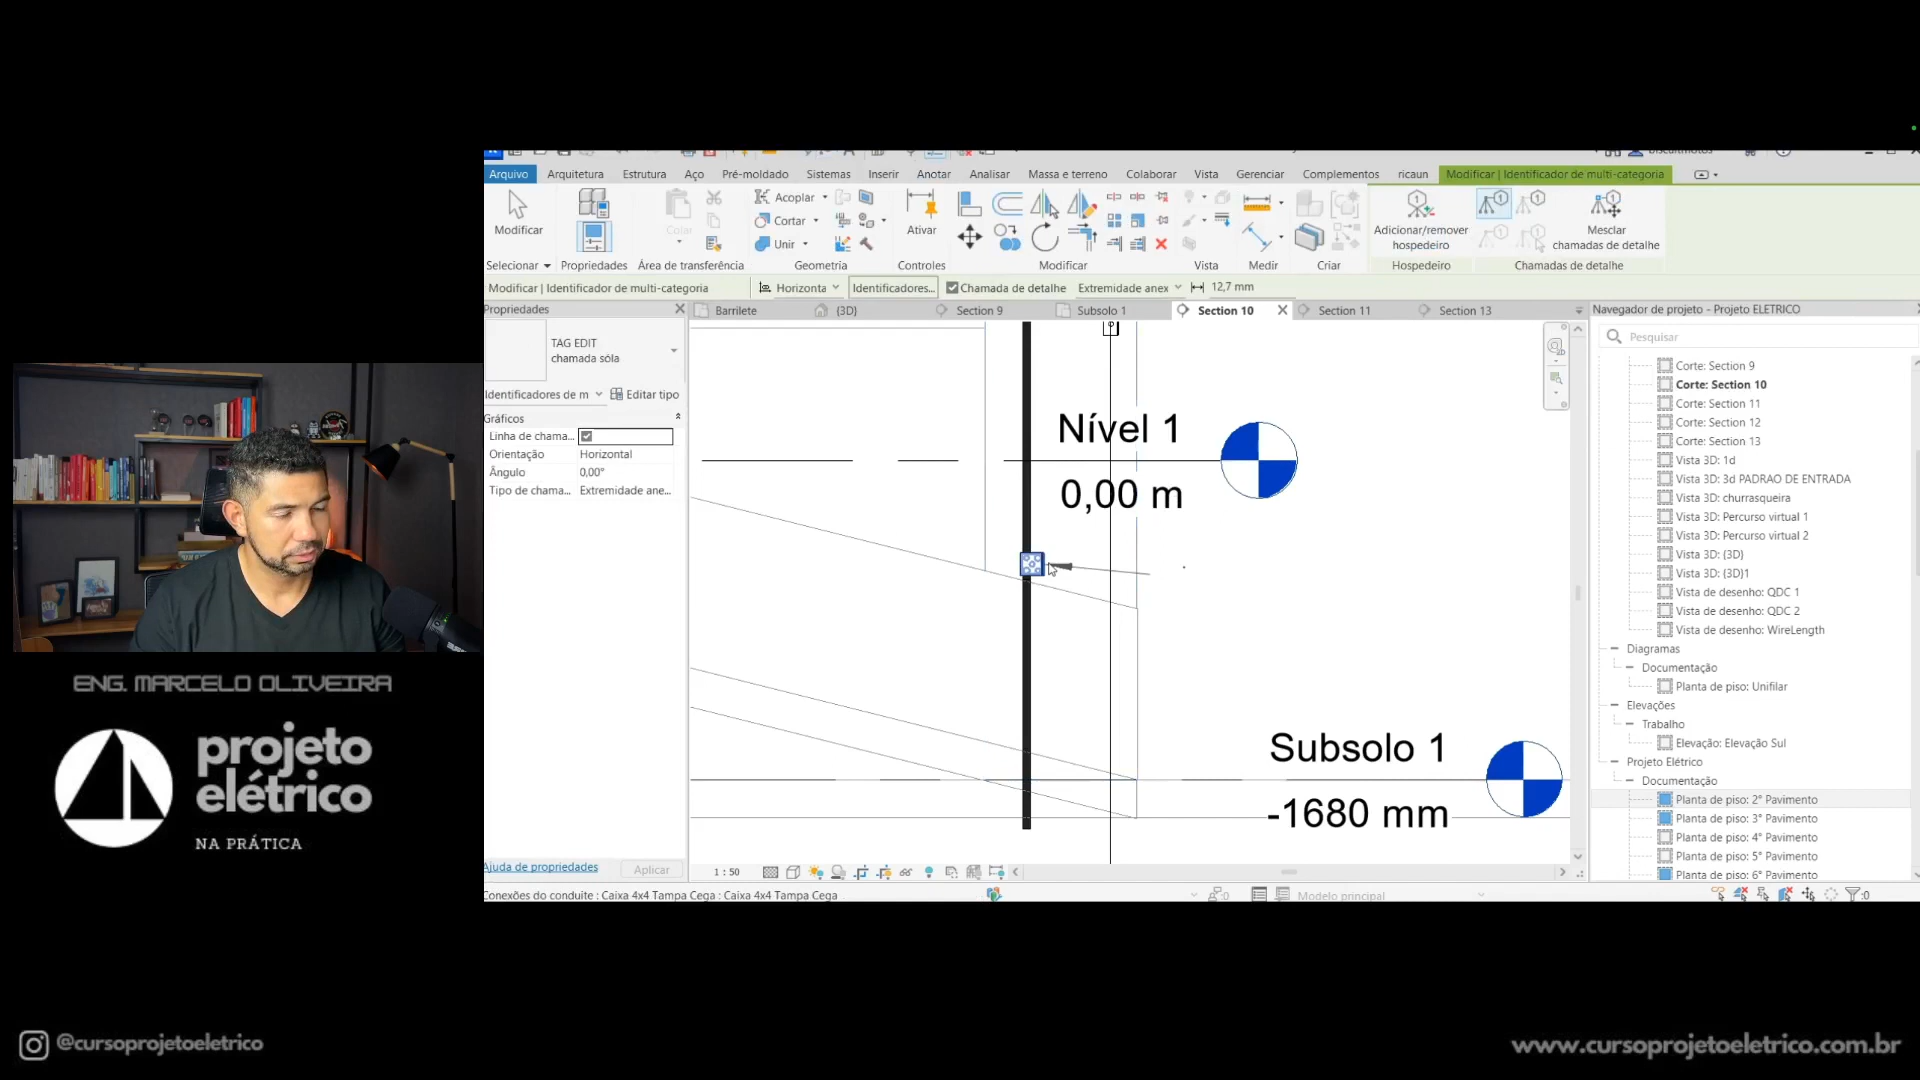 Arquivo
Arquitetura
Estrutura
Aço
Pré-moldado
Sistemas
Inserir
Anotar
Analisar
Massa e terreno
Colaborar
Vista
Gerenciar
Complementos
ricaun
Modificar | Identificador de multi-categoria
Modificar
Colar
Acoplar
Cortar
Unir
Ativar
Adicionar/remover
hospedeiro
Mesclar
chamadas de detalhe
Selecionar
Propriedades
Área de transferência
Geometria
Controles
Modificar
Vista
Medir
Criar
Hospedeiro
Chamadas de detalhe
Modificar | Identificador de multi-categoria
Horizonta
Identificadores...
Chamada de detalhe
Extremidade anex
12,7 mm
Propriedades
Barrilete
{3D}
Section 9
Subsolo 1
Section 10
Section 11
Section 13
Navegador de projeto - Projeto ELETRICO
TAG EDIT
chamada sóla
Identificadores de m
Editar tipo
Gráficos
Linha de chama...
Orientação Horizontal
Ângulo 0,00°
Tipo de chama... Extremidade ane...
Nível 1
0,00 m
Subsolo 1
-1680 mm
Pesquisar
Corte: Section 9
Corte: Section 10
Corte: Section 11
Corte: Section 12
Corte: Section 13
Vista 3D: 1d
Vista 3D: 3d PADRAO DE ENTRADA
Vista 3D: churrasqueira
Vista 3D: Percurso virtual 1
Vista 3D: Percurso virtual 2
Vista 3D: {3D}
Vista 3D: {3D}1
Vista de desenho: QDC 1
Vista de desenho: QDC 2
Vista de desenho: WireLength
Diagramas
Documentação
Planta de piso: Unifilar
Elevações
Trabalho
Elevação: Elevação Sul
Projeto Elétrico
Documentação
Planta de piso: 2° Pavimento
Planta de piso: 3° Pavimento
Planta de piso: 4° Pavimento
Planta de piso: 5° Pavimento
Planta de piso: 6° Pavimento
Ajuda de propriedades
Aplicar
1 : 50
Conexões do conduite : Caixa 4x4 Tampa Cega : Caixa 4x4 Tampa Cega
:0
Modelo principal
:0
ENG. MARCELO OLIVEIRA
projeto
elétrico
NA PRÁTICA
@cursoprojetoeletrico
www.cursoprojetoeletrico.com.br